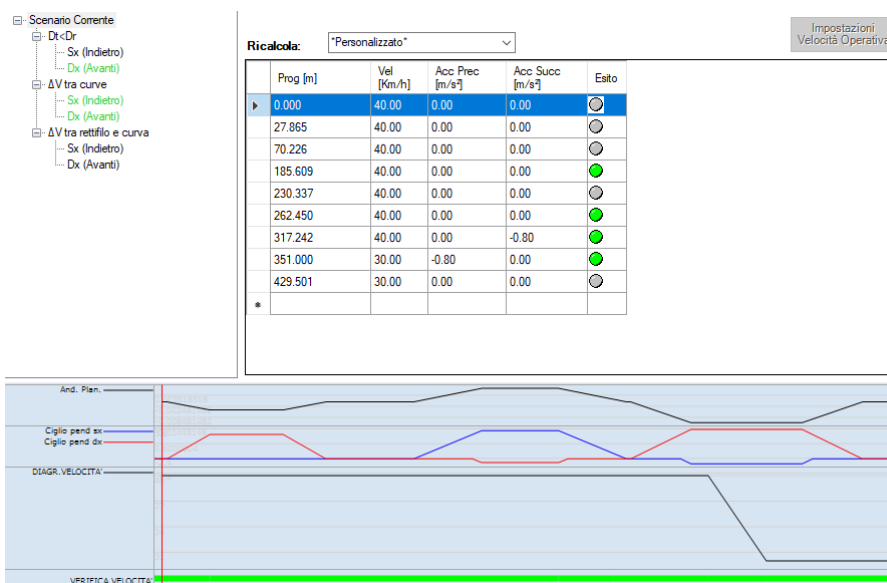 Scenario Corrente
Dt<Dr
Sx (Indietro)
Dx (Avanti)
ΔV tra curve
Sx (Indietro)
Dx (Avanti)
ΔV tra rettifilo e curva
Sx (Indietro)
Dx (Avanti)
Ricalcola: *Personalizzato*
Impostazioni
Velocità Operativa
Prog [m] Vel [Km/h] Acc Prec [m/s²] Acc Succ [m/s²] Esito
0.000 40.00 0.00 0.00
27.865 40.00 0.00 0.00
70.226 40.00 0.00 0.00
185.609 40.00 0.00 0.00
230.337 40.00 0.00 0.00
262.450 40.00 0.00 0.00
317.242 40.00 0.00 -0.80
351.000 30.00 -0.80 0.00
429.501 30.00 0.00 0.00
*
And. Plan.
Ciglio pend sx
Ciglio pend dx
DIAGR.VELOCITA'
VERIFICA VELOCITA'